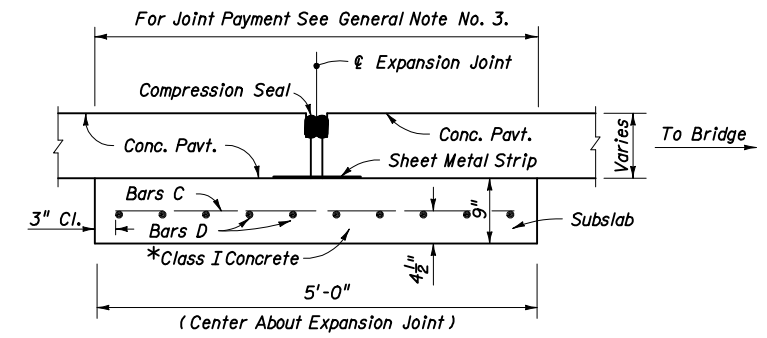 For Joint Payment See General Note No. 3.
℄ Expansion Joint
Compression Seal
Conc. Pavt.
Conc. Pavt.
Varies
To Bridge
Sheet Metal Strip
Bars C
3" Cl.
Bars D
9"
Subslab
*Class I Concrete
4½"
5'-0"
(Center About Expansion Joint)